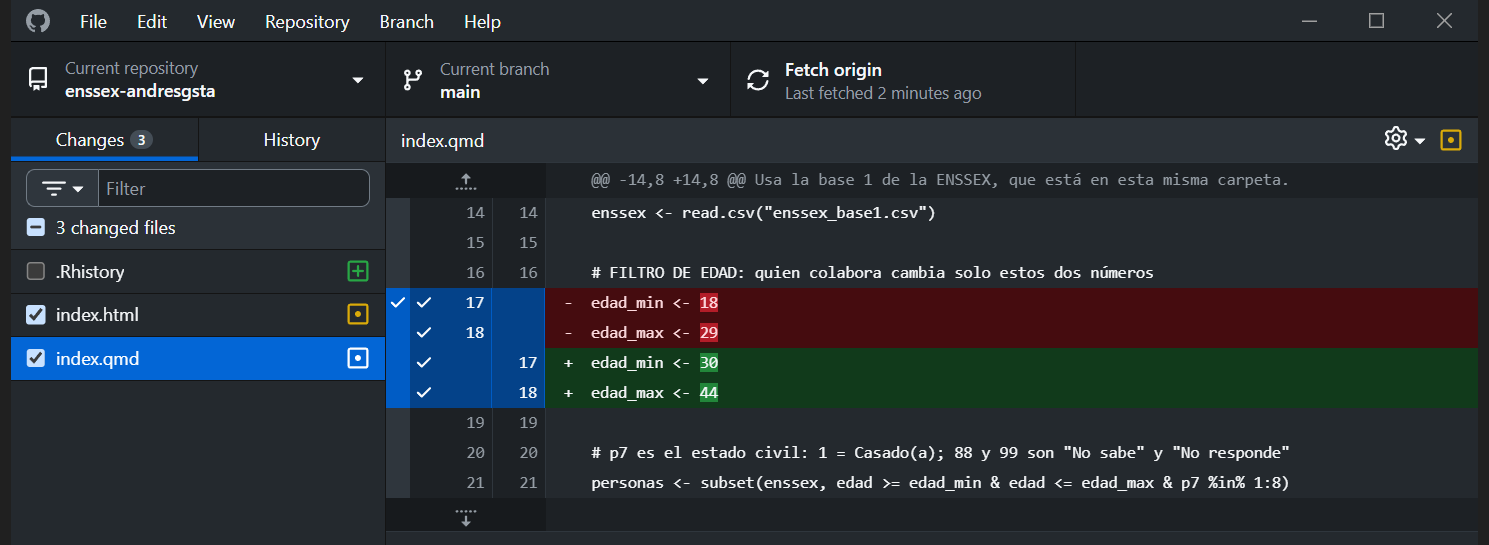 File Edit View Repository Branch Help
Current repository
enssex-andresgsta
Current branch
main
Fetch origin
Last fetched 2 minutes ago
Changes 3
History
Filter
3 changed files
.Rhistory
index.html
index.qmd
index.qmd
@@ -14,8 +14,8 @@ Usa la base 1 de la ENSSEX, que está en esta misma carpeta.
14 14 enssex <- read.csv("enssex_base1.csv")
15 15
16 16 # FILTRO DE EDAD: quien colabora cambia solo estos dos números
17 - edad_min <- 18
18 - edad_max <- 29
17 + edad_min <- 30
18 + edad_max <- 44
19 19
20 20 # p7 es el estado civil: 1 = Casado(a); 88 y 99 son "No sabe" y "No responde"
21 21 personas <- subset(enssex, edad >= edad_min & edad <= edad_max & p7 %in% 1:8)